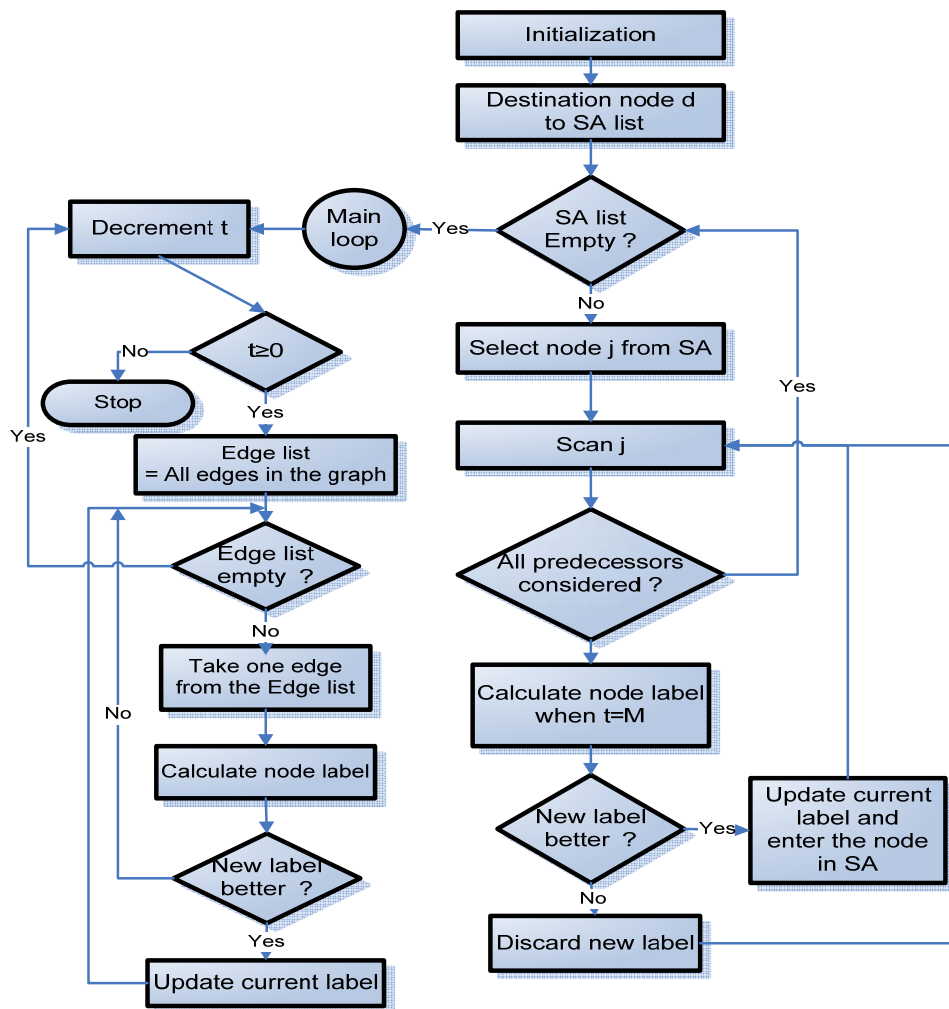 Initialization
Destination node d
to SA list
SA list
Empty ?
Yes
Main
loop
Decrement t
No
Select node j from SA
t≥0
No
Stop
Yes
Yes
Yes
Scan j
Edge list
= All edges in the graph
All predecessors
considered ?
Edge list
empty ?
No
Take one edge
from the Edge list
Calculate node label
when t=M
No
Calculate node label
New label
better ?
Yes
Update current
label and
enter the node
in SA
New label
better ?
No
Yes
Discard new label
Update current label